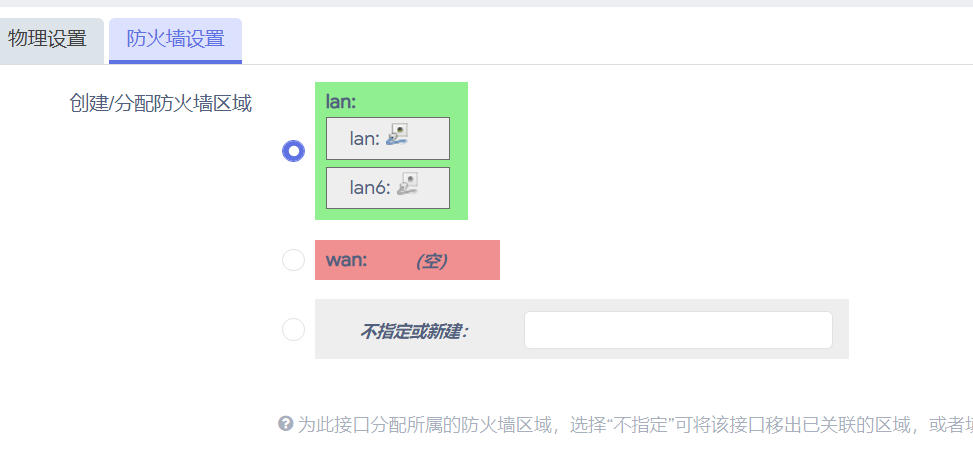 物理设置 防火墙设置
创建/分配防火墙区域
lan:
lan:
lan6:
wan: (空)
不指定或新建:
为此接口分配所属的防火墙区域，选择“不指定”可将该接口移出已关联的区域，或者